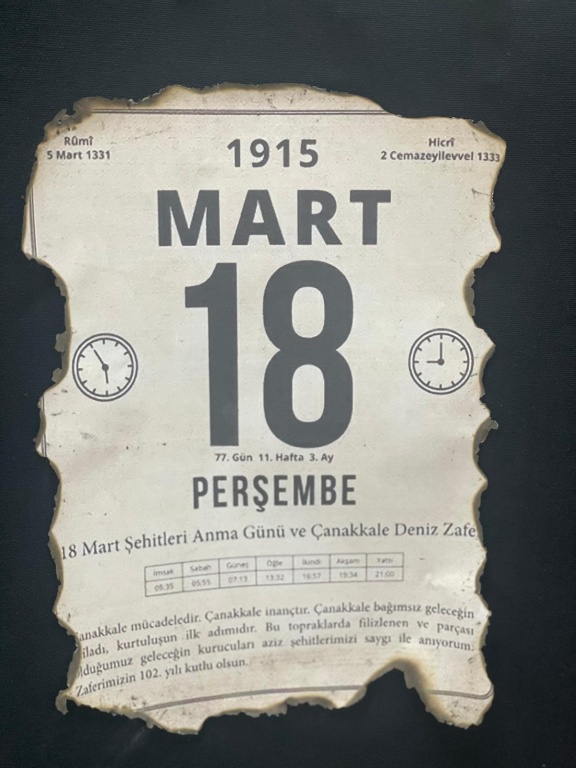 Rûmî
5 Mart 1331
1915
Hicrî
2 Cemazeyilevvel 1333
MART
18
77. Gün 11. Hafta 3. Ay
PERŞEMBE
18 Mart Şehitleri Anma Günü ve Çanakkale Deniz Zafe
İmsak Sabah Güneş Öğle İkindi Akşam Yatsı
05:35 05:55 07:13 13:32 16:57 19:34 21:00
anakkale mücadeledir. Çanakkale inançtır. Çanakkale bağımsız geleceğin
iladı, kurtuluşun ilk adımıdır. Bu topraklarda filizlenen ve parçası
lduğumuz geleceğin kurucuları aziz şehitlerimizi saygı ile anıyorum.
Zaferimizin 102. yılı kutlu olsun.